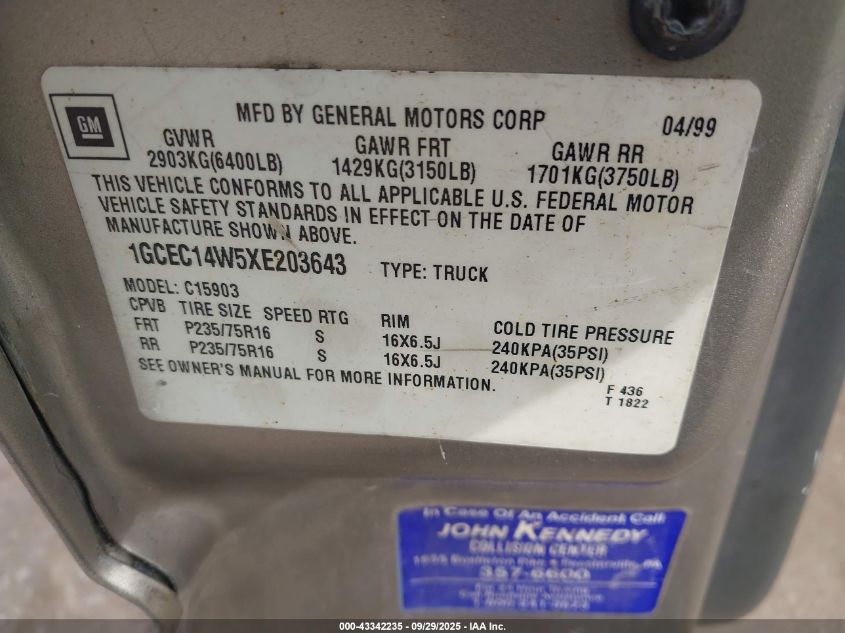 GM
MFD BY GENERAL MOTORS CORP 04/99
GVWR GAWR FRT GAWR RR
2903KG(6400LB) 1429KG(3150LB) 1701KG(3750LB)
THIS VEHICLE CONFORMS TO ALL APPLICABLE U.S. FEDERAL MOTOR
VEHICLE SAFETY STANDARDS IN EFFECT ON THE DATE OF
MANUFACTURE SHOWN ABOVE.
1GCEC14W5XE203643 TYPE: TRUCK
MODEL: C15903
CPVB TIRE SIZE SPEED RTG RIM COLD TIRE PRESSURE
FRT P235/75R16 S 16X6.5J 240KPA(35PSI)
RR P235/75R16 S 16X6.5J 240KPA(35PSI)
SEE OWNER'S MANUAL FOR MORE INFORMATION.
F 436
T 1822
In Case Of An Accident Call
JOHN KENNEDY
COLLISION CENTER
357-6600
000-43342235 - 09/29/2025 - IAA Inc.